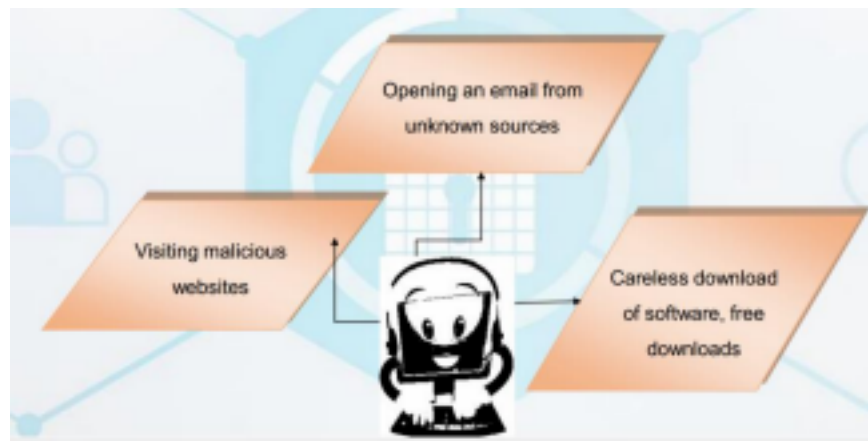 Opening an email from
unknown sources
Visiting malicious
websites
Careless download
of software, free
downloads